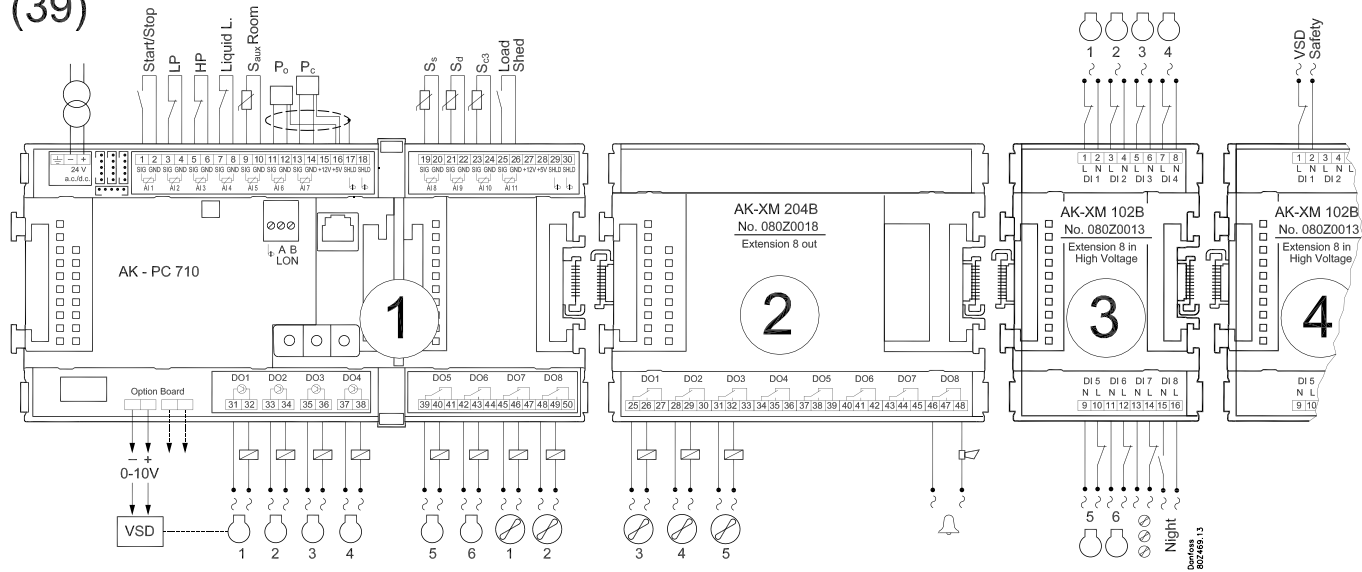 (39)
Start/Stop
LP
HP
Liquid L.
Saux Room
Po
Pc
Ss
Sd
Sc3
Load
Shed
1 2 3 4
VSD
Safety
– +
24 V
a.c./d.c.
1 2 3 4 5 6 7 8 9 10 11 12 13 14 15 16 17 18
SIG GND SIG GND SIG GND SIG GND SIG GND SIG GND SIG GND +12V +5V SHLD SHLD
AI 1 AI 2 AI 3 AI 4 AI 5 AI 6 AI 7
19 20 21 22 23 24 25 26 27 28 29 30
SIG GND SIG GND SIG GND SIG GND +12V +5V SHLD SHLD
AI 8 AI 9 AI 10 AI 11
1 2 3 4 5 6 7 8
L N L N L N L N
DI 1 DI 2 DI 3 DI 4
1 2 3 4
L N L N
DI 1 DI 2
AK - PC 710
A B
LON
1
AK-XM 204B
No. 080Z0018
Extension 8 out
2
AK-XM 102B
No. 080Z0013
Extension 8 in
High Voltage
3
AK-XM 102B
No. 080Z0013
Extension 8 in
High Voltage
4
Option Board
DO1 DO2 DO3 DO4
31 32 33 34 35 36 37 38
DO5 DO6 DO7 DO8
39 40 41 42 43 44 45 46 47 48 49 50
DO1 DO2 DO3 DO4 DO5 DO6 DO7 DO8
25 26 27 28 29 30 31 32 33 34 35 36 37 38 39 40 41 42 43 44 45 46 47 48
DI 5 DI 6 DI 7 DI 8
N L N L N L N L
9 10 11 12 13 14 15 16
DI 5
N L
9 10
– +
0-10V
VSD
1 2 3 4 5 6 1 2
3 4 5
5 6
Night
Danfoss
80Z469.13